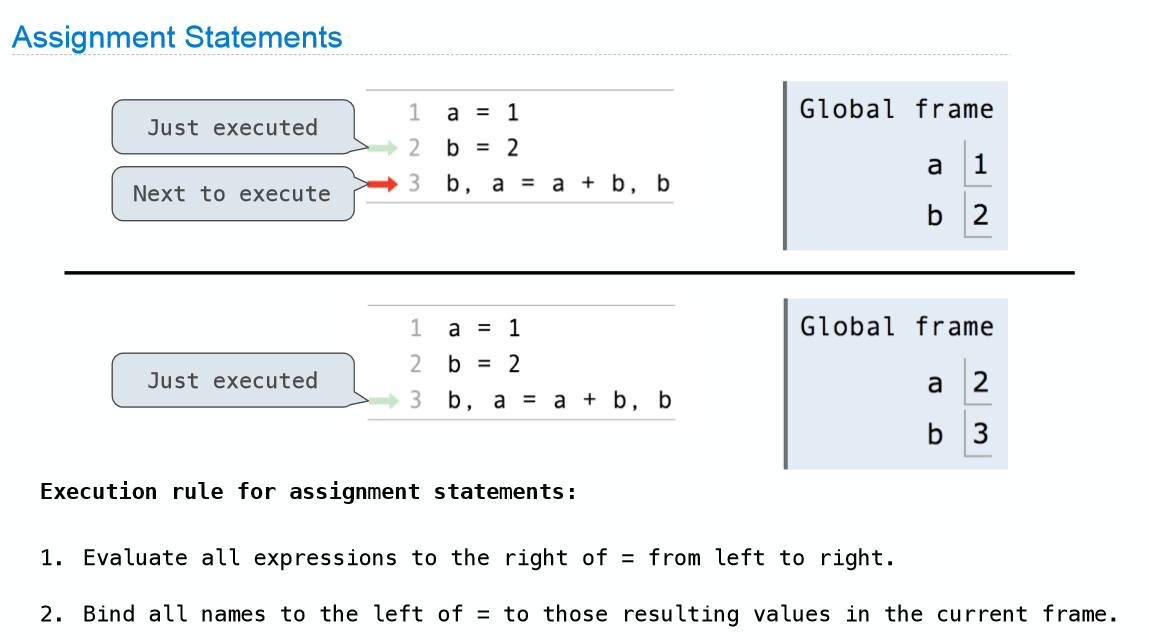 Assignment Statements
Just executed
Next to execute
1 a = 1
2 b = 2
3 b, a = a + b, b
Global frame
a 1
b 2
Just executed
1 a = 1
2 b = 2
3 b, a = a + b, b
Global frame
a 2
b 3
Execution rule for assignment statements:
1. Evaluate all expressions to the right of = from left to right.
2. Bind all names to the left of = to those resulting values in the current frame.